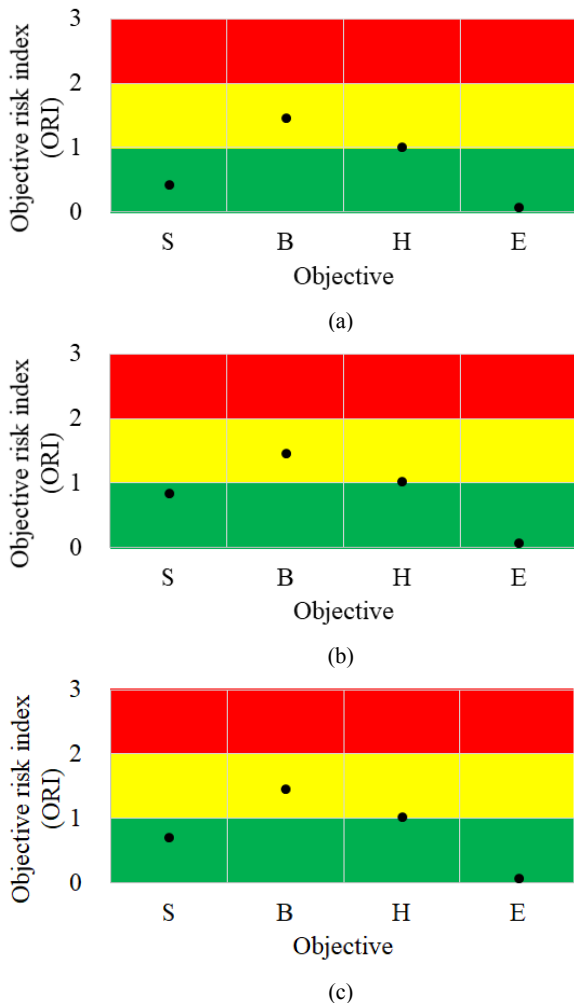 3
2
1
0
Objective risk index
(ORI)
S B H E
Objective
(a)
3
2
1
0
Objective risk index
(ORI)
S B H E
Objective
(b)
3
2
1
0
Objective risk index
(ORI)
S B H E
Objective
(c)